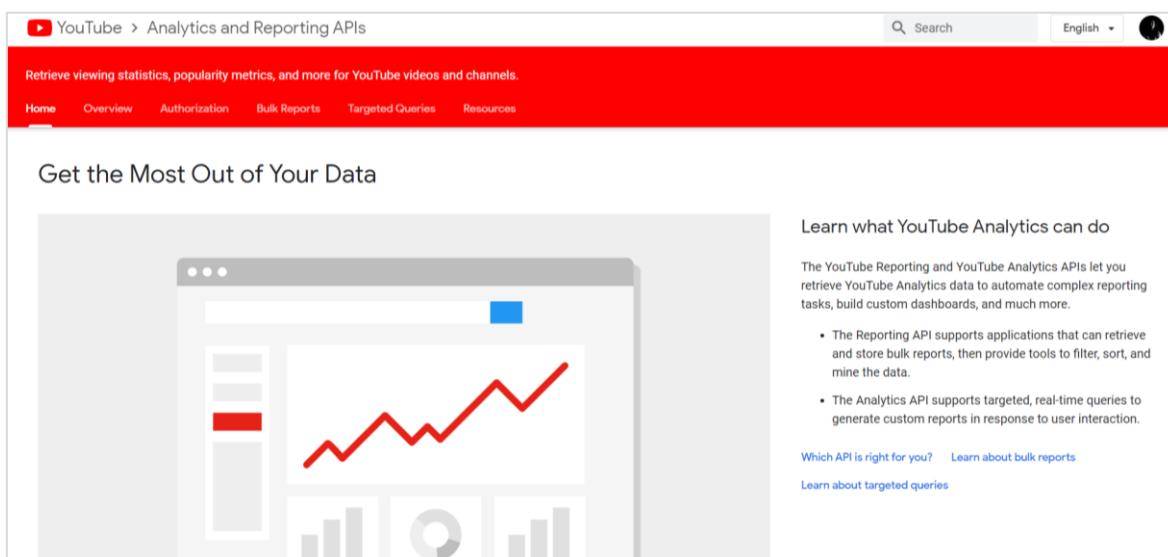 YouTube > Analytics and Reporting APIs
Search
English
Retrieve viewing statistics, popularity metrics, and more for YouTube videos and channels.
Home Overview Authorization Bulk Reports Targeted Queries Resources
Get the Most Out of Your Data
Learn what YouTube Analytics can do
The YouTube Reporting and YouTube Analytics APIs let you
retrieve YouTube Analytics data to automate complex reporting
tasks, build custom dashboards, and much more.
• The Reporting API supports applications that can retrieve
and store bulk reports, then provide tools to filter, sort, and
mine the data.
• The Analytics API supports targeted, real-time queries to
generate custom reports in response to user interaction.
Which API is right for you? Learn about bulk reports
Learn about targeted queries